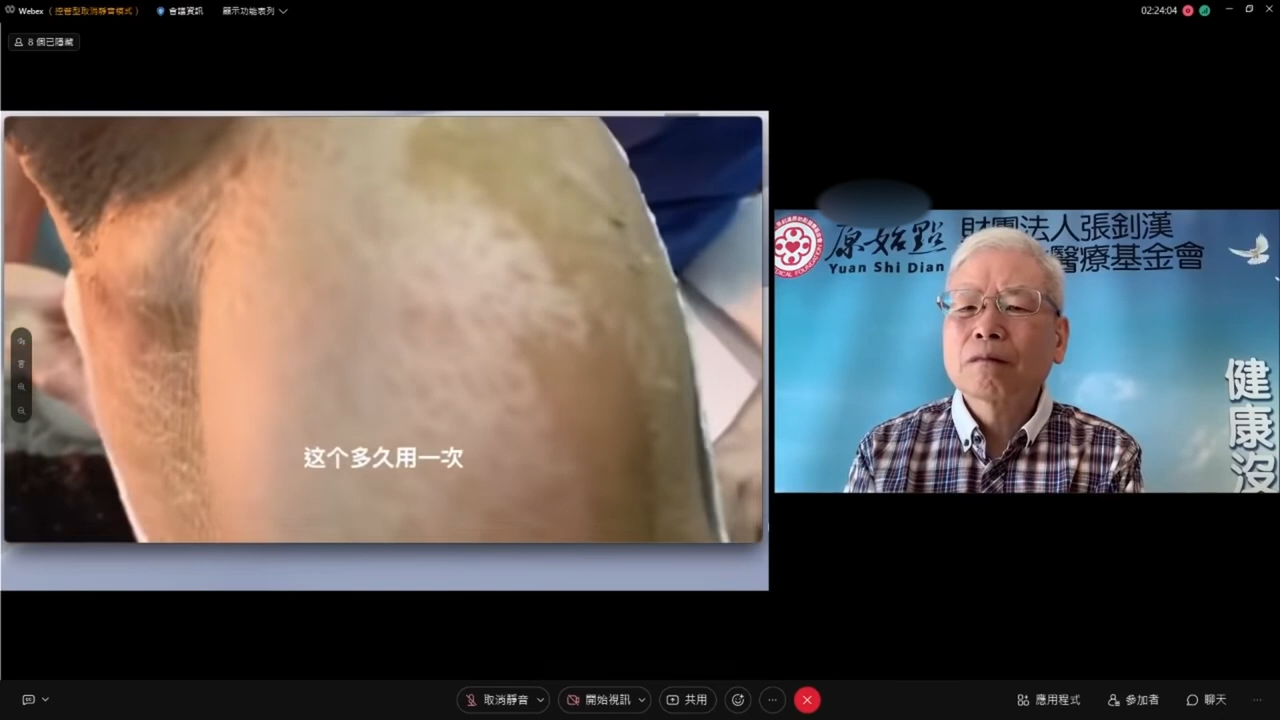 Webex （控管型取消靜音模式） 會議資訊 顯示功能表列
02:24:04
8 個已隱藏
这个多久用一次
原始點
Yuan Shi Dian
財團法人張釗漢
醫療基金會
健康沒
取消靜音
開始視訊
共用
應用程式
參加者
聊天